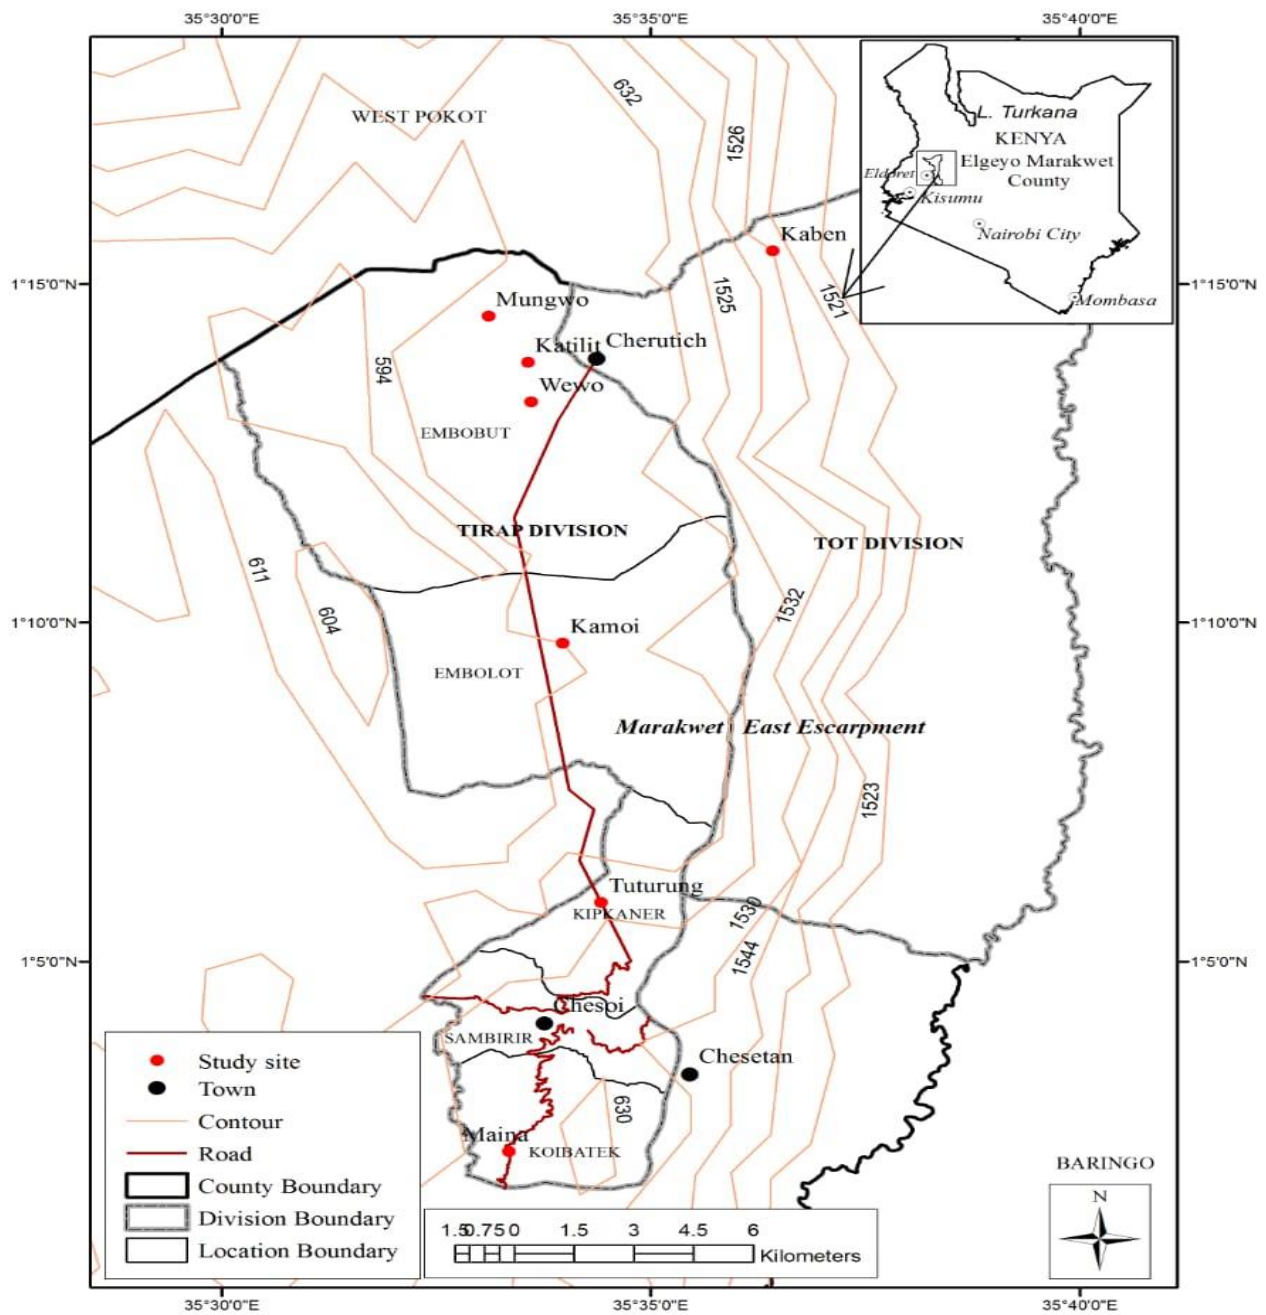 35°30'0"E
35°35'0"E
35°40'0"E
WEST POKOT
632
1526
L. Turkana
KENYA
Elgeyo Marakwet
County
Eldoret
Kisumu
Nairobi City
Mombasa
Kaben
1°15'0"N
1°15'0"N
Mungwo
1525
1521
Katilit
Cherutich
594
Wewo
EMBOBUT
TIRAP DIVISION
TOT DIVISION
611
604
1532
1°10'0"N
1°10'0"N
Kamoi
EMBOLOT
Marakwet East Escarpment
1523
Tuturung
KIPKANER
1530
1544
1°5'0"N
1°5'0"N
Chesoi
SAMBIRIR
Chesetan
630
Maina
KOIBATEK
BARINGO
N
Study site
Town
Contour
Road
County Boundary
Division Boundary
Location Boundary
1.5 0.75 0 1.5 3 4.5 6
Kilometers
35°30'0"E
35°35'0"E
35°40'0"E